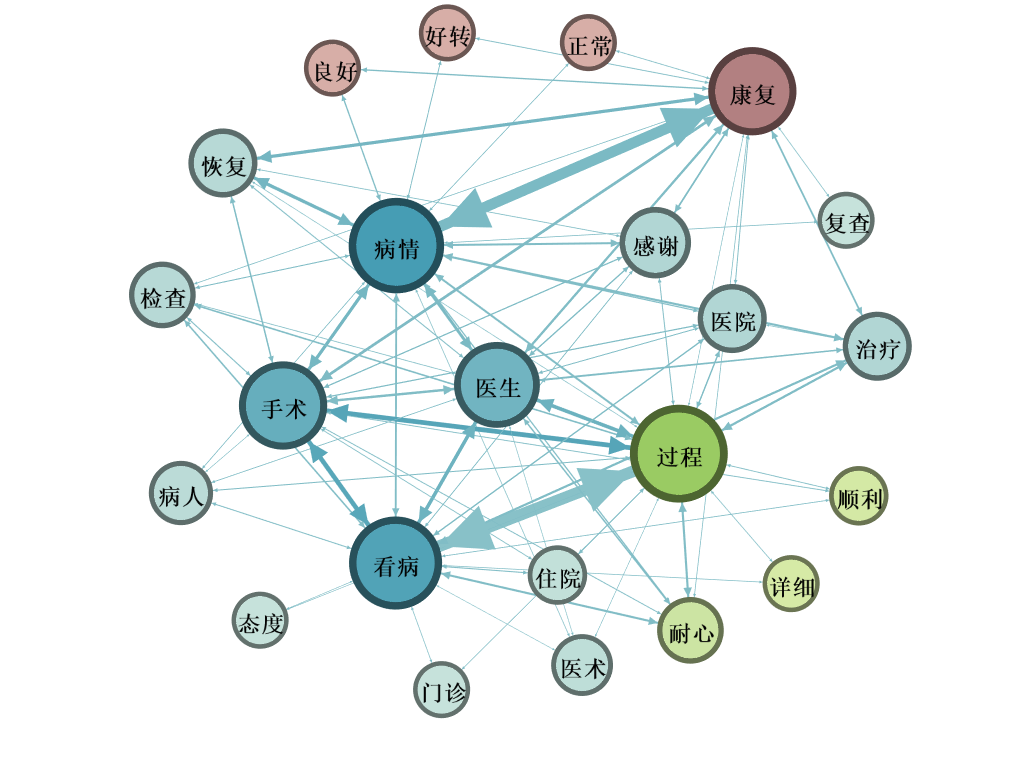 好转
正常
良好
康复
恢复
复查
感谢
病情
检查
医院
治疗
医生
手术
过程
病人
顺利
看病
住院
详细
态度
耐心
医术
门诊